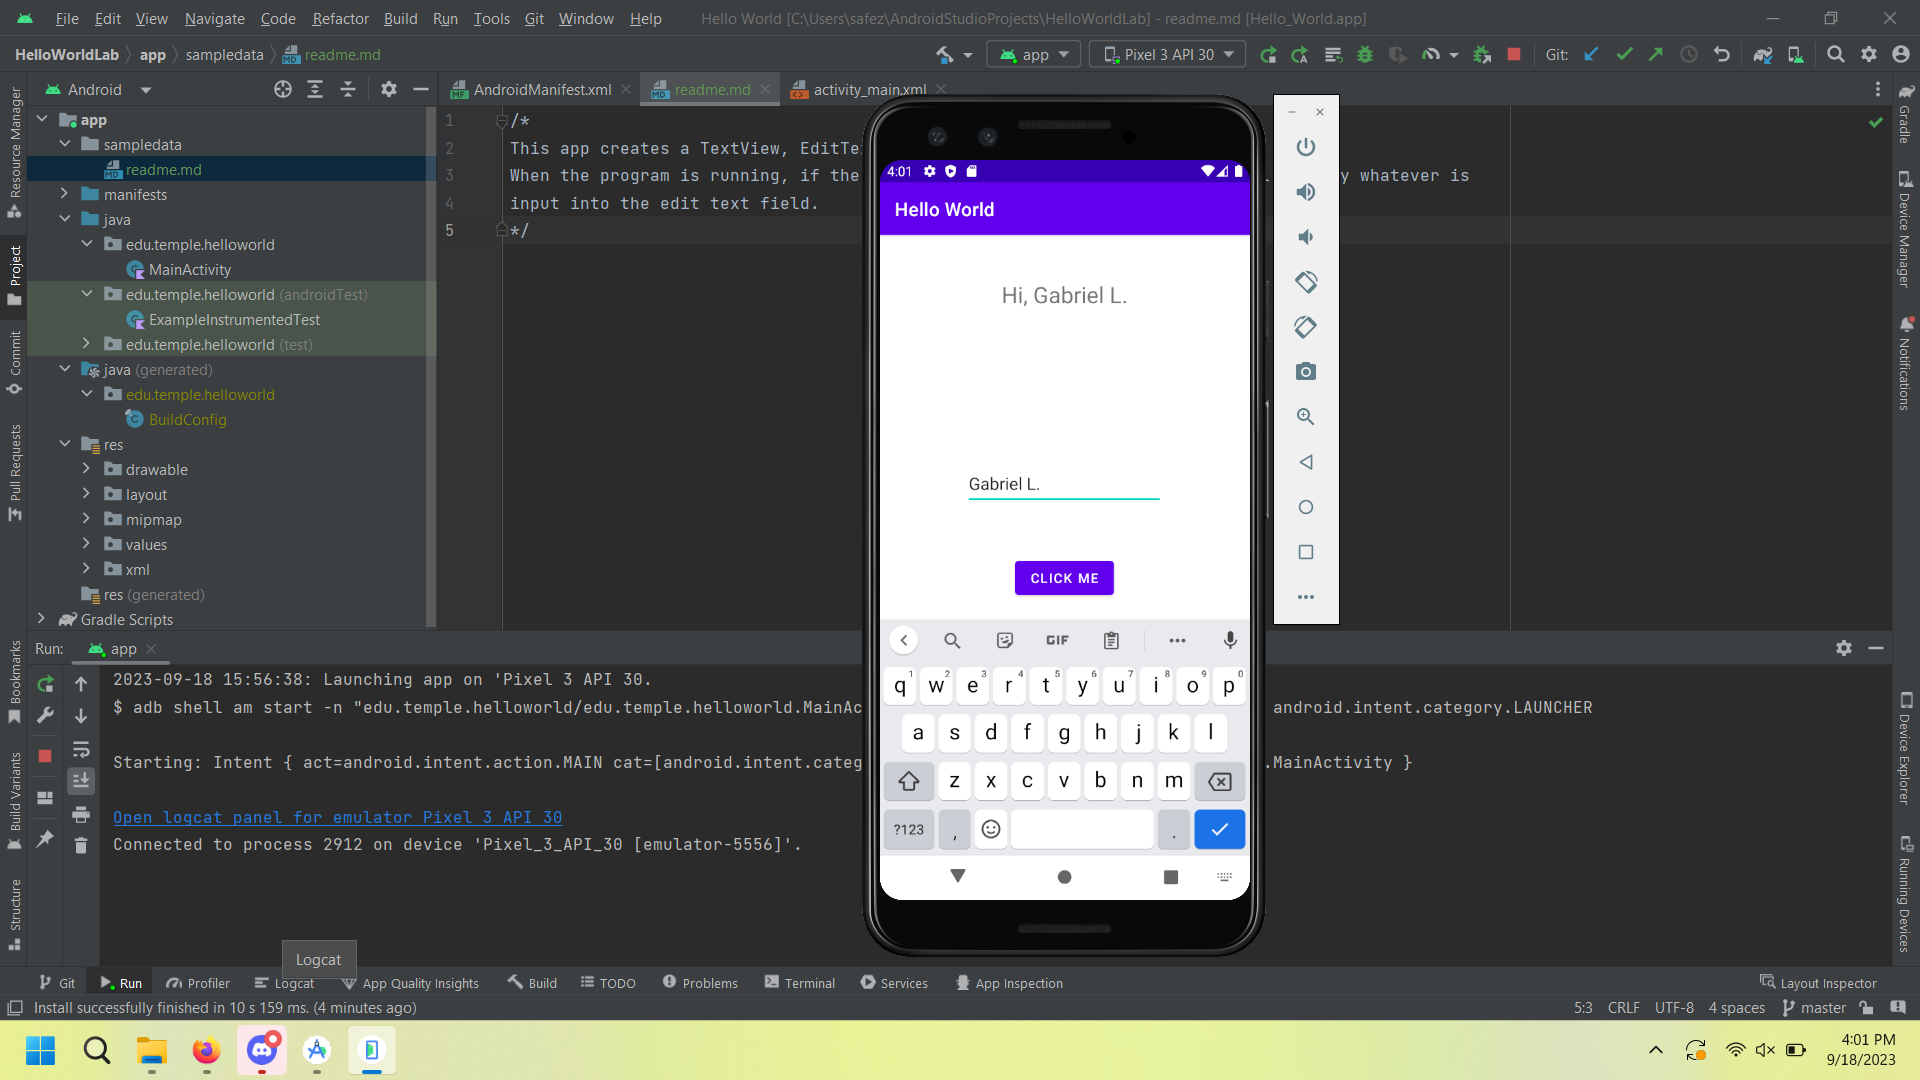 File Edit View Navigate Code Refactor Build Run Tools Git Window Help Hello World [C:\Users\safez\AndroidStudioProjects\HelloWorldLab] - readme.md [Hello_World.app]
HelloWorldLab app sampledata readme.md app Pixel 3 API 30 Git:
Android
AndroidManifest.xml readme.md activity_main.xml
app
sampledata
readme.md
manifests
java
edu.temple.helloworld
MainActivity
edu.temple.helloworld (androidTest)
ExampleInstrumentedTest
edu.temple.helloworld (test)
java (generated)
edu.temple.helloworld
BuildConfig
res
drawable
layout
mipmap
values
xml
res (generated)
Gradle Scripts
1 /*
2 This app creates a TextView, EditTe
3 When the program is running, if the y whatever is
4 input into the edit text field.
5 */
4:01
Hello World
Hi, Gabriel L.
Gabriel L.
CLICK ME
GIF
q1 w2 e3 r4 t5 y6 u7 i8 o9 p0
a s d f g h j k l
z x c v b n m
?123 , .
Resource Manager
Project
Commit
Pull Requests
Bookmarks
Build Variants
Structure
Gradle
Device Manager
Notifications
Device Explorer
Running Devices
Run: app
2023-09-18 15:56:38: Launching app on 'Pixel 3 API 30.
$ adb shell am start -n "edu.temple.helloworld/edu.temple.helloworld.MainAc android.intent.category.LAUNCHER
Starting: Intent { act=android.intent.action.MAIN cat=[android.intent.categ .MainActivity }
Open logcat panel for emulator Pixel 3 API 30
Connected to process 2912 on device 'Pixel_3_API_30 [emulator-5556]'.
Logcat
Git Run Profiler Logcat App Quality Insights Build TODO Problems Terminal Services App Inspection Layout Inspector
Install successfully finished in 10 s 159 ms. (4 minutes ago) 5:3 CRLF UTF-8 4 spaces master
4:01 PM
9/18/2023